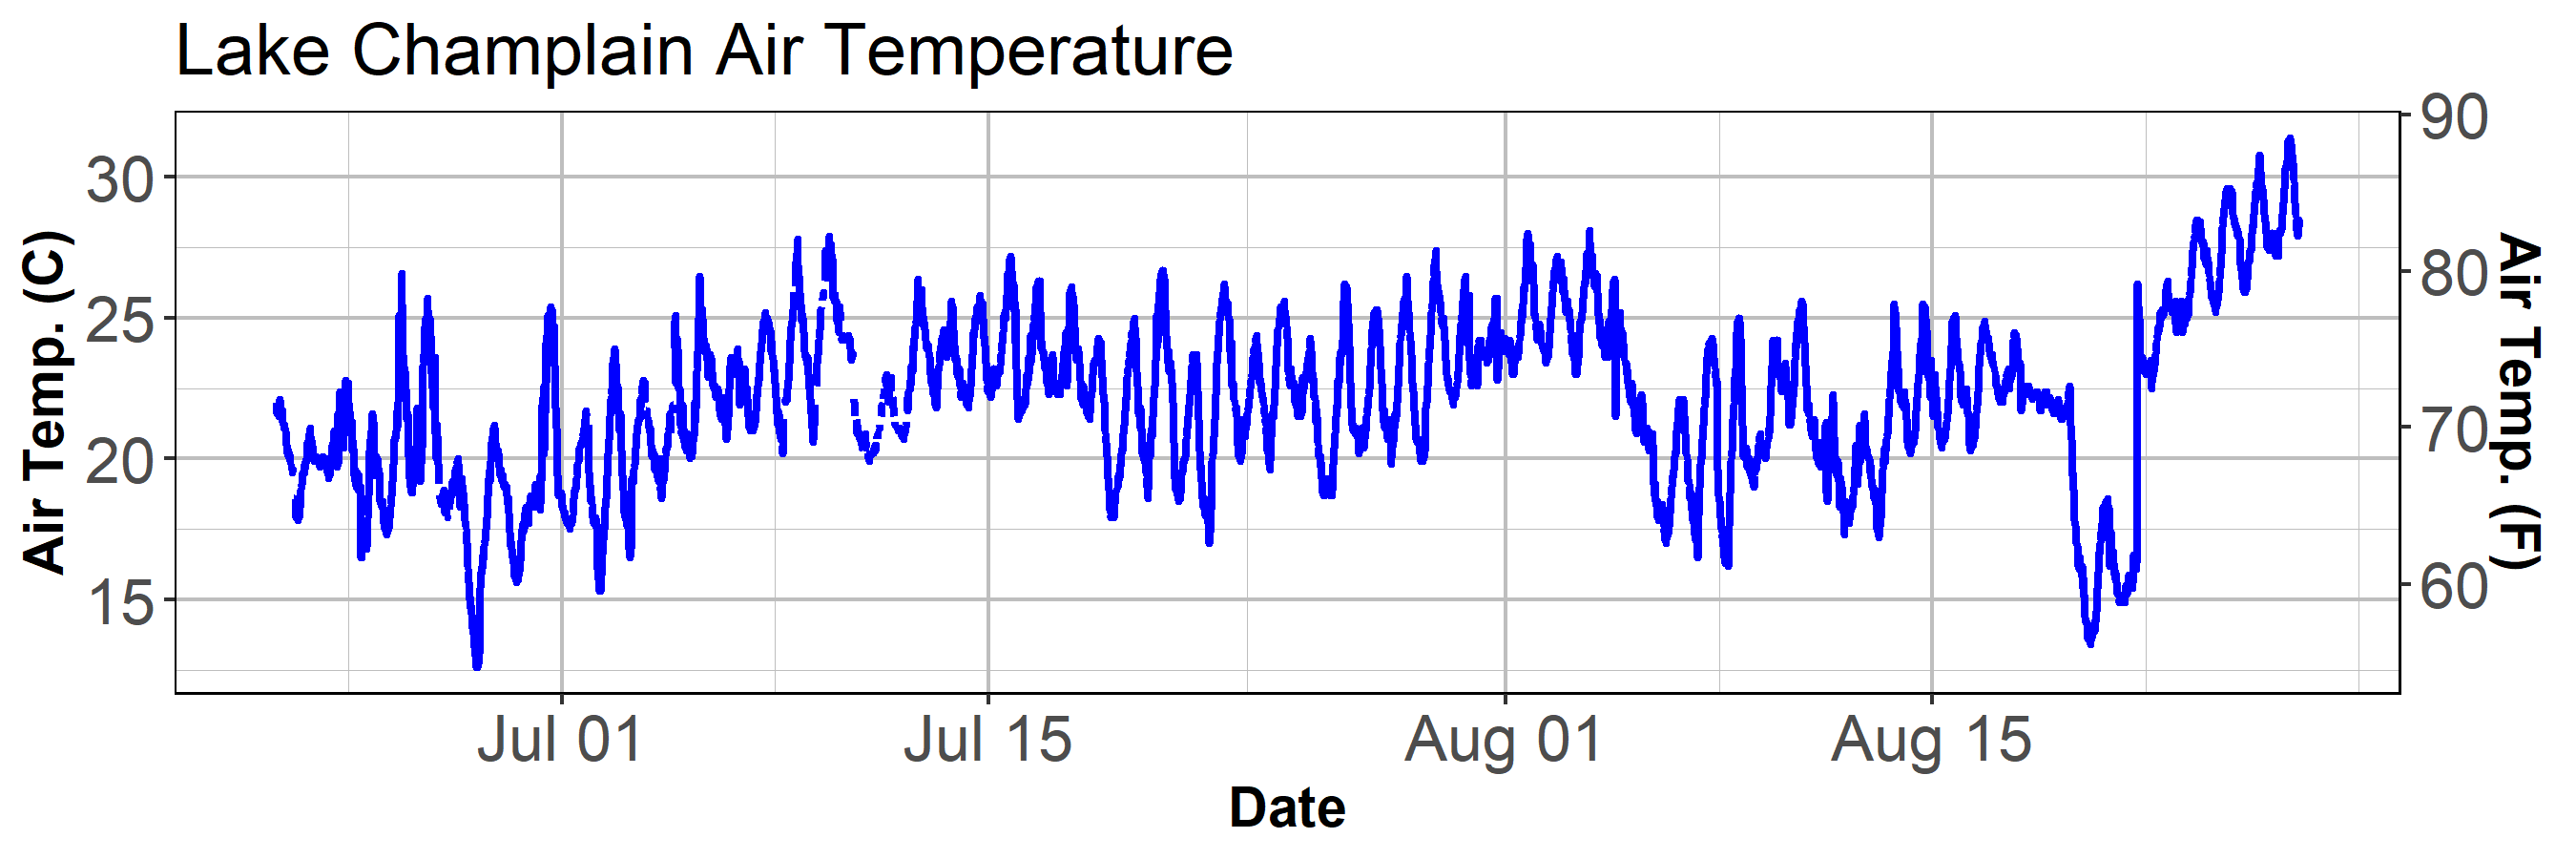 Lake Champlain Air Temperature
Air Temp. (C)
30
25
20
15
90
80
70
60
Air Temp. (F)
Jul 01
Jul 15
Aug 01
Aug 15
Date